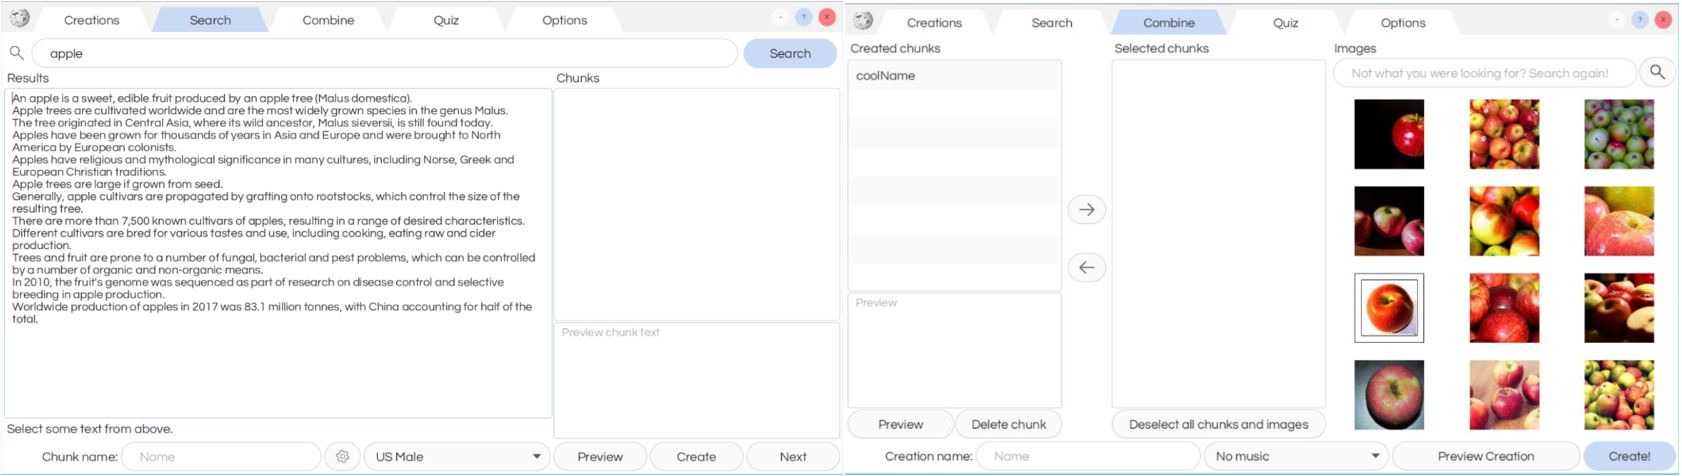 Creations Search Combine Quiz Options - ? x
apple Search
Results Chunks
An apple is a sweet, edible fruit produced by an apple tree (Malus domestica).
Apple trees are cultivated worldwide and are the most widely grown species in the genus Malus.
The tree originated in Central Asia, where its wild ancestor, Malus sieversii, is still found today.
Apples have been grown for thousands of years in Asia and Europe and were brought to North
America by European colonists.
Apples have religious and mythological significance in many cultures, including Norse, Greek and
European Christian traditions.
Apple trees are large if grown from seed.
Generally, apple cultivars are propagated by grafting onto rootstocks, which control the size of the
resulting tree.
There are more than 7,500 known cultivars of apples, resulting in a range of desired characteristics.
Different cultivars are bred for various tastes and use, including cooking, eating raw and cider
production.
Trees and fruit are prone to a number of fungal, bacterial and pest problems, which can be controlled
by a number of organic and non-organic means.
In 2010, the fruit's genome was sequenced as part of research on disease control and selective
breeding in apple production.
Worldwide production of apples in 2017 was 83.1 million tonnes, with China accounting for half of the
total.
Preview chunk text
Select some text from above.
Chunk name: Name US Male Preview Create Next
Creations Search Combine Quiz Options - ? x
Created chunks Selected chunks Images
coolName
Not what you were looking for? Search again!
Preview
Preview Delete chunk Deselect all chunks and images
Creation name: Name No music Preview Creation Create!